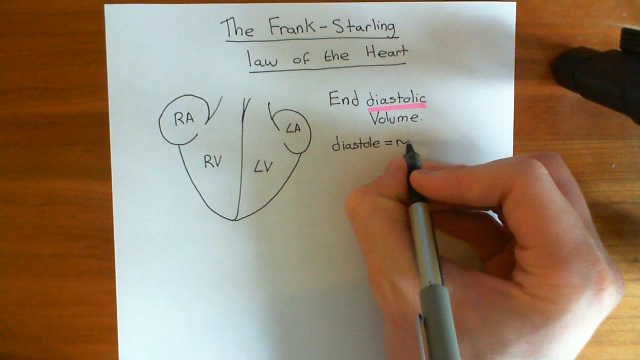 The Frank-Starling
law of the Heart
End diastolic
Volume.
RA
LA
RV
LV
diastole =